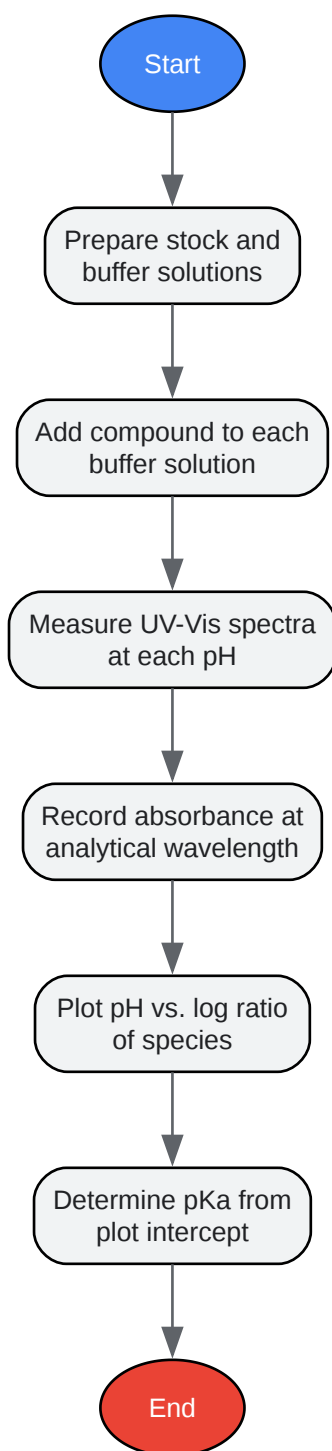 Start
Prepare stock and
buffer solutions
Add compound to each
buffer solution
Measure UV-Vis spectra
at each pH
Record absorbance at
analytical wavelength
Plot pH vs. log ratio
of species
Determine pKa from
plot intercept
End